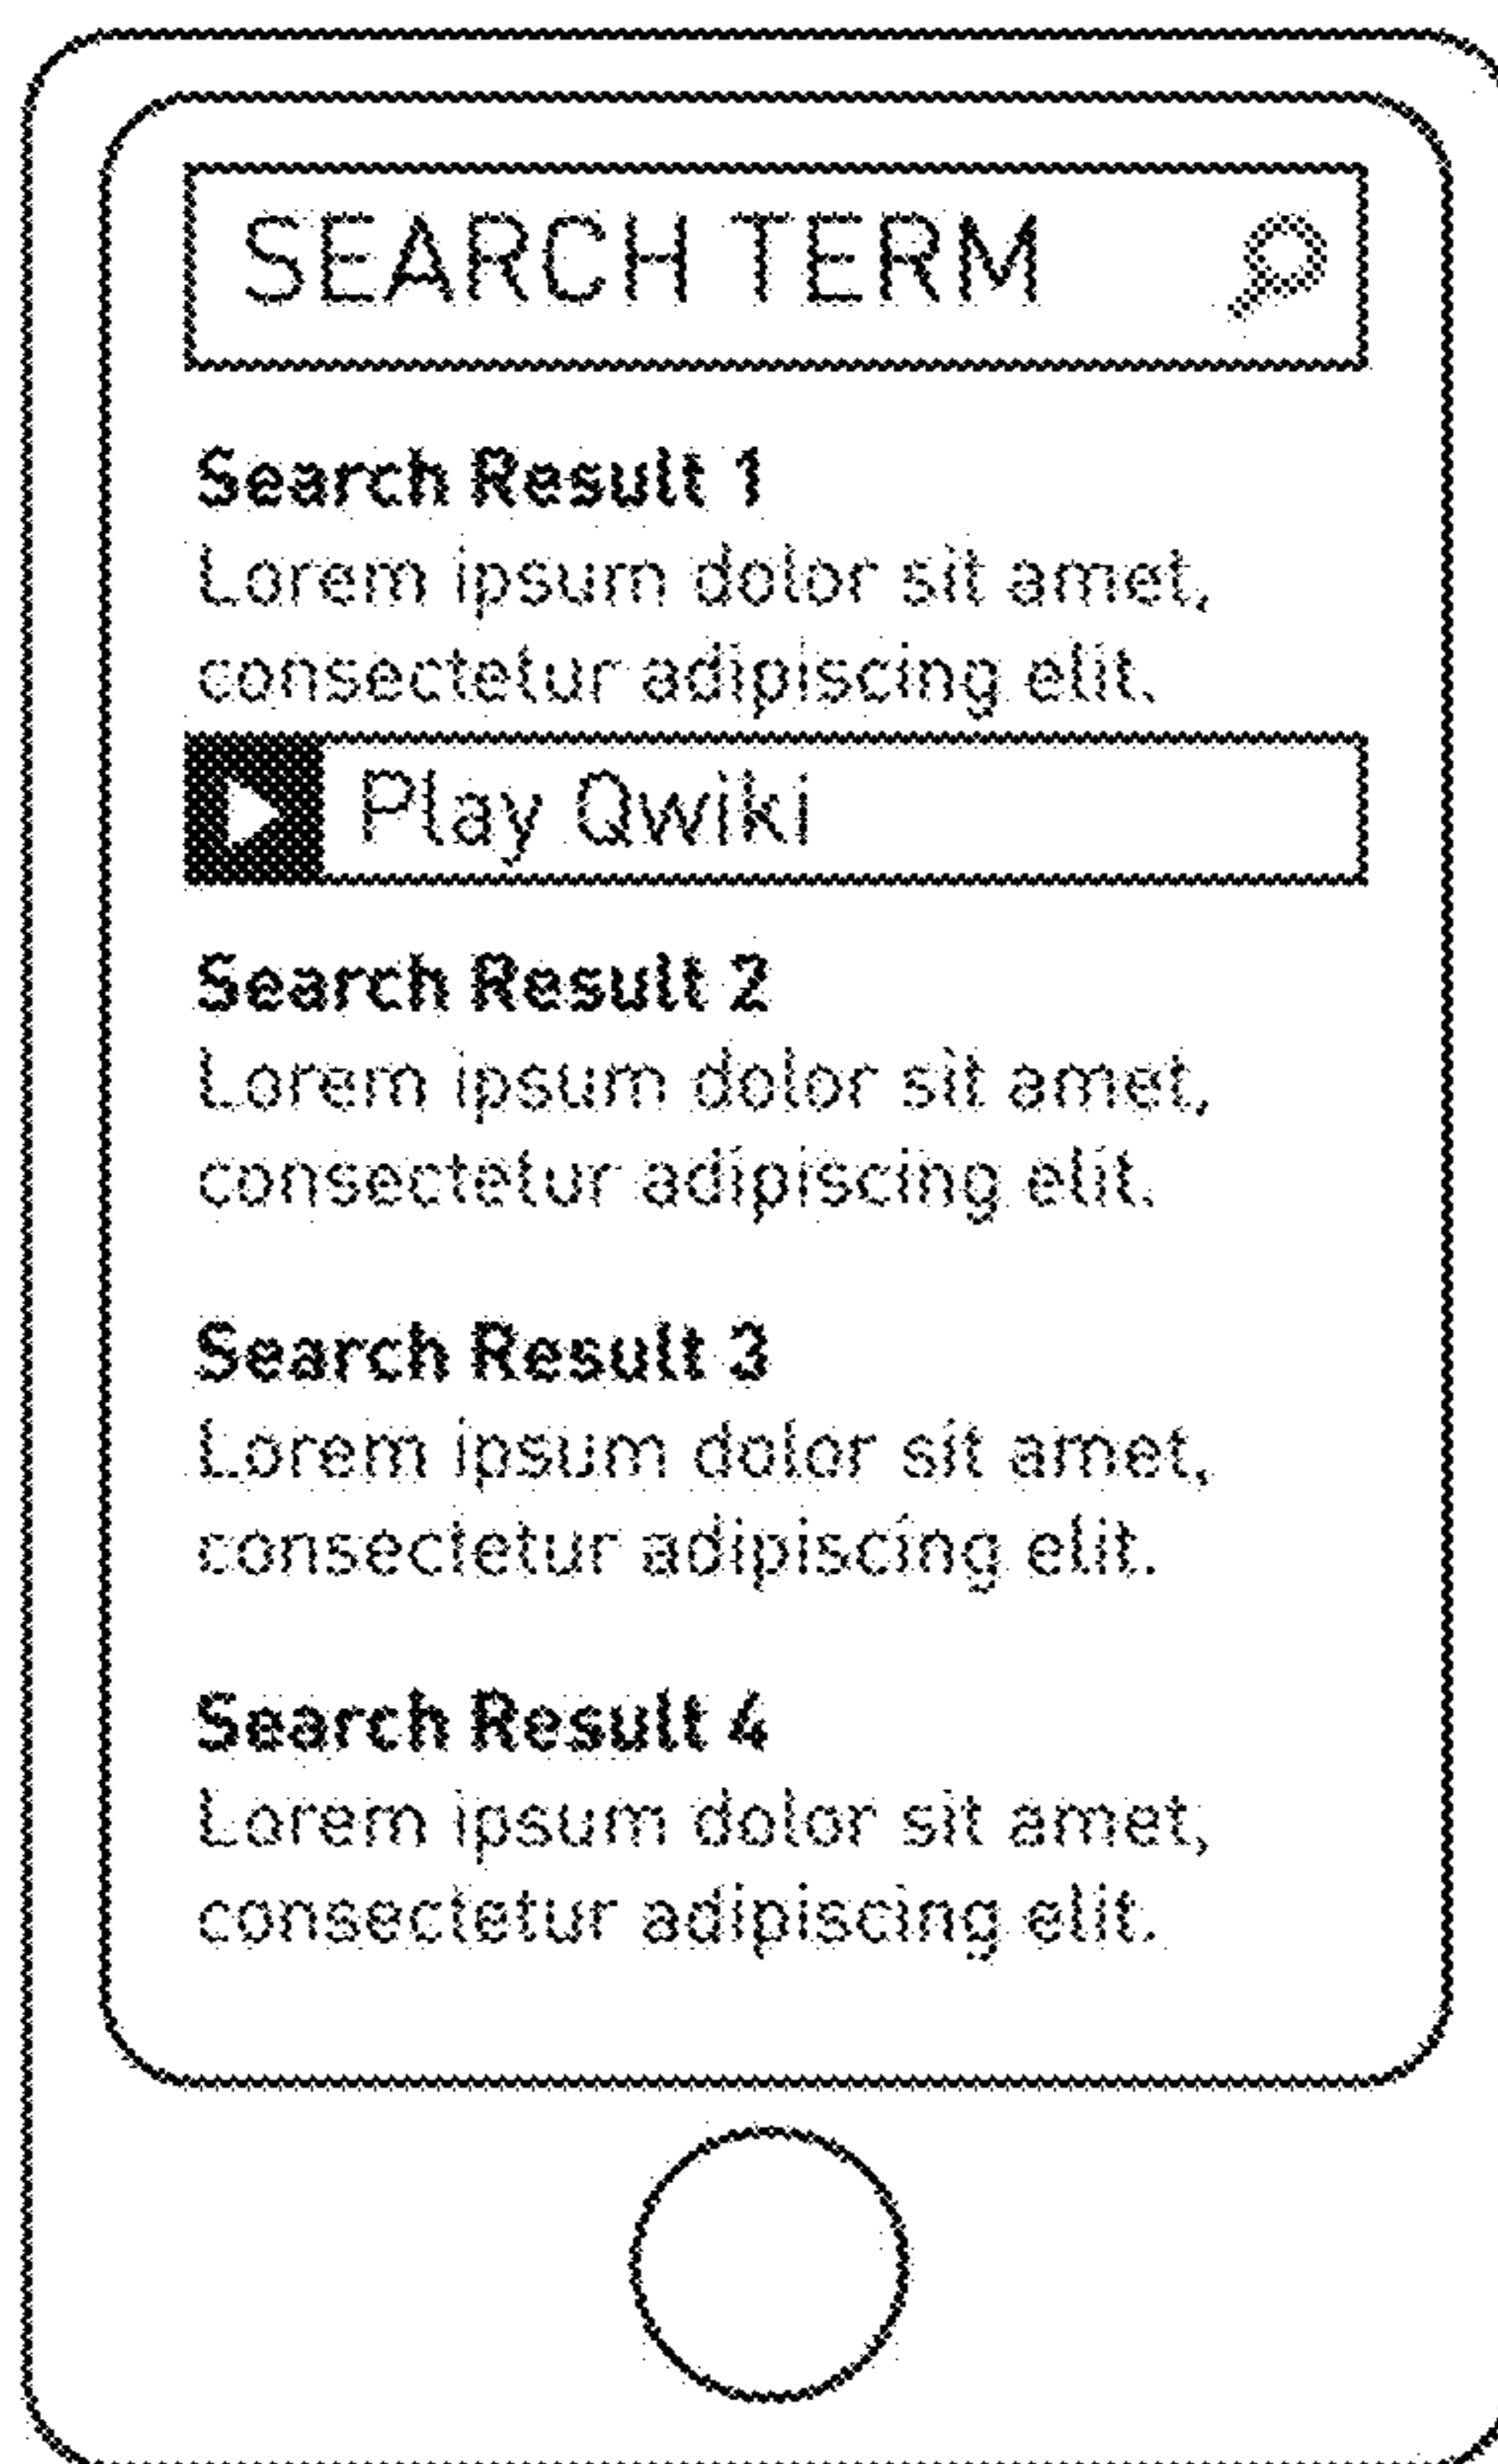 SEARCH TERM
Search Result 1
Lorem ipsum dolor sit amet,
consectetur adipiscing elit.
Play Qwiki
Search Result 2
Lorem ipsum dolor sit amet,
consectetur adipiscing elit.
Search Result 3
Lorem ipsum dolor sit amet,
consectetur adipiscing elit.
Search Result 4
Lorem ipsum dolor sit amet,
consectetur adipiscing elit.